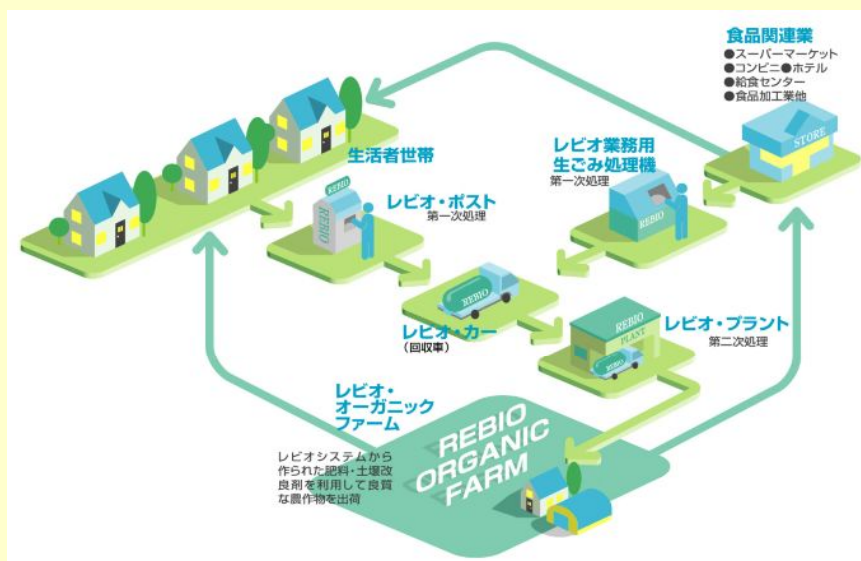 食品関連業
●スーパーマーケット
●コンビニ●ホテル
●給食センター
●食品加工業他
STORE
生活者世帯
レビオ業務用
生ごみ処理機
第一次処理
REBIO
REBIO
レビオ・ポスト
第一次処理
REBIO
REBIO
レビオ・カー
(回収車)
REBIO
PLANT
REBIO
レビオ・プラント
第二次処理
レビオ・
オーガニック
ファーム
レビオシステムから
作られた肥料・土壌改
良剤を利用して良質
な農作物を出荷
REBIO
ORGANIC
FARM